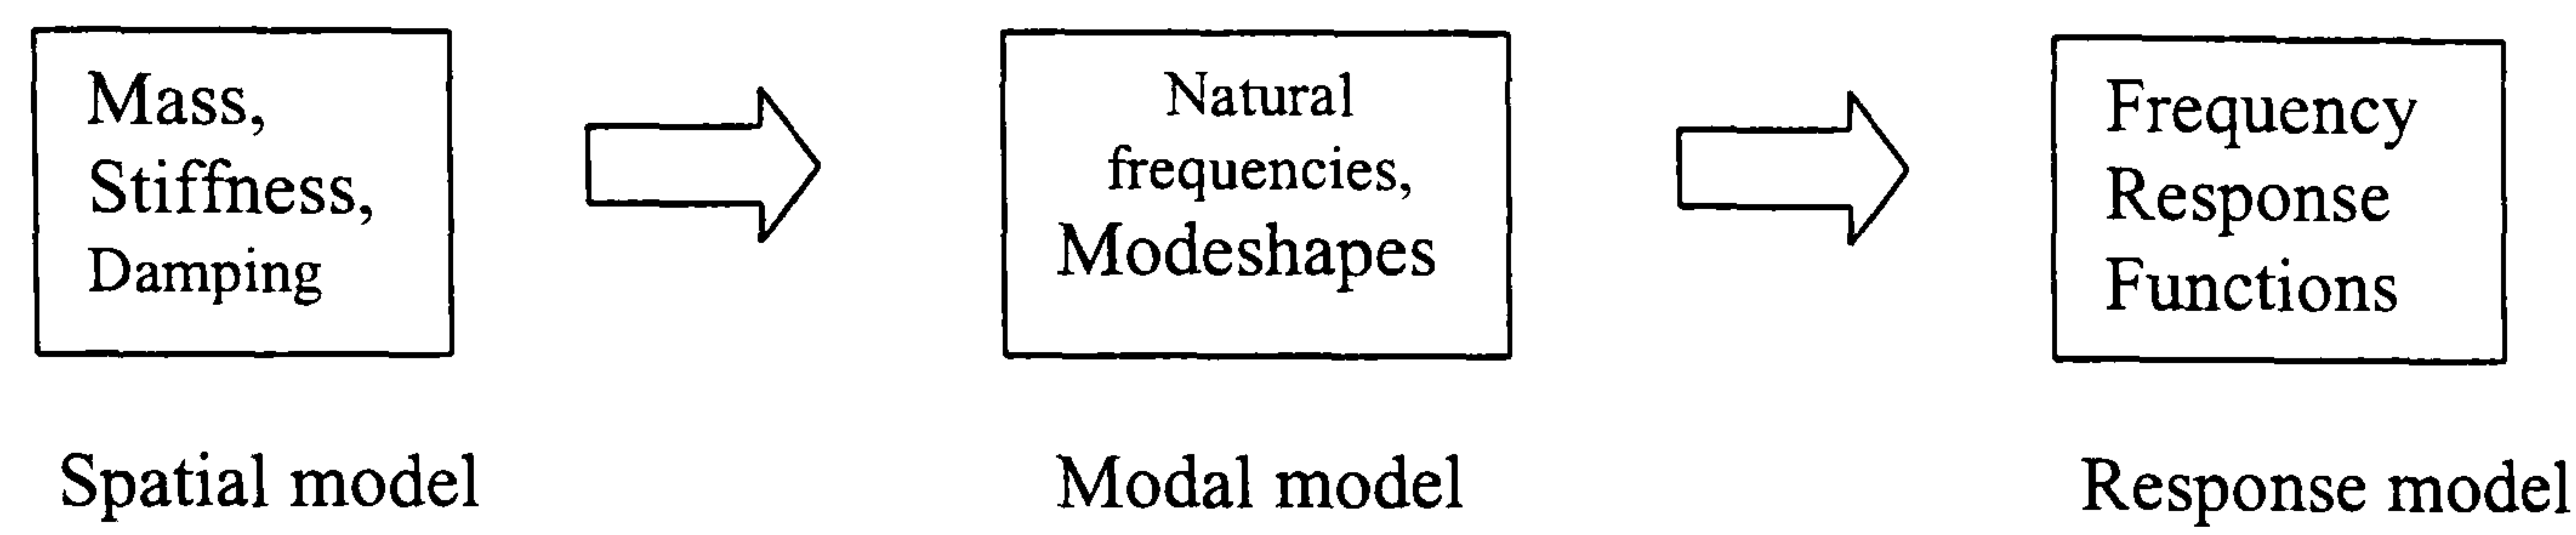 Mass,
Stiffness,
Damping
Natural
frequencies,
Modeshapes
Frequency
Response
Functions
Spatial model
Modal model
Response model